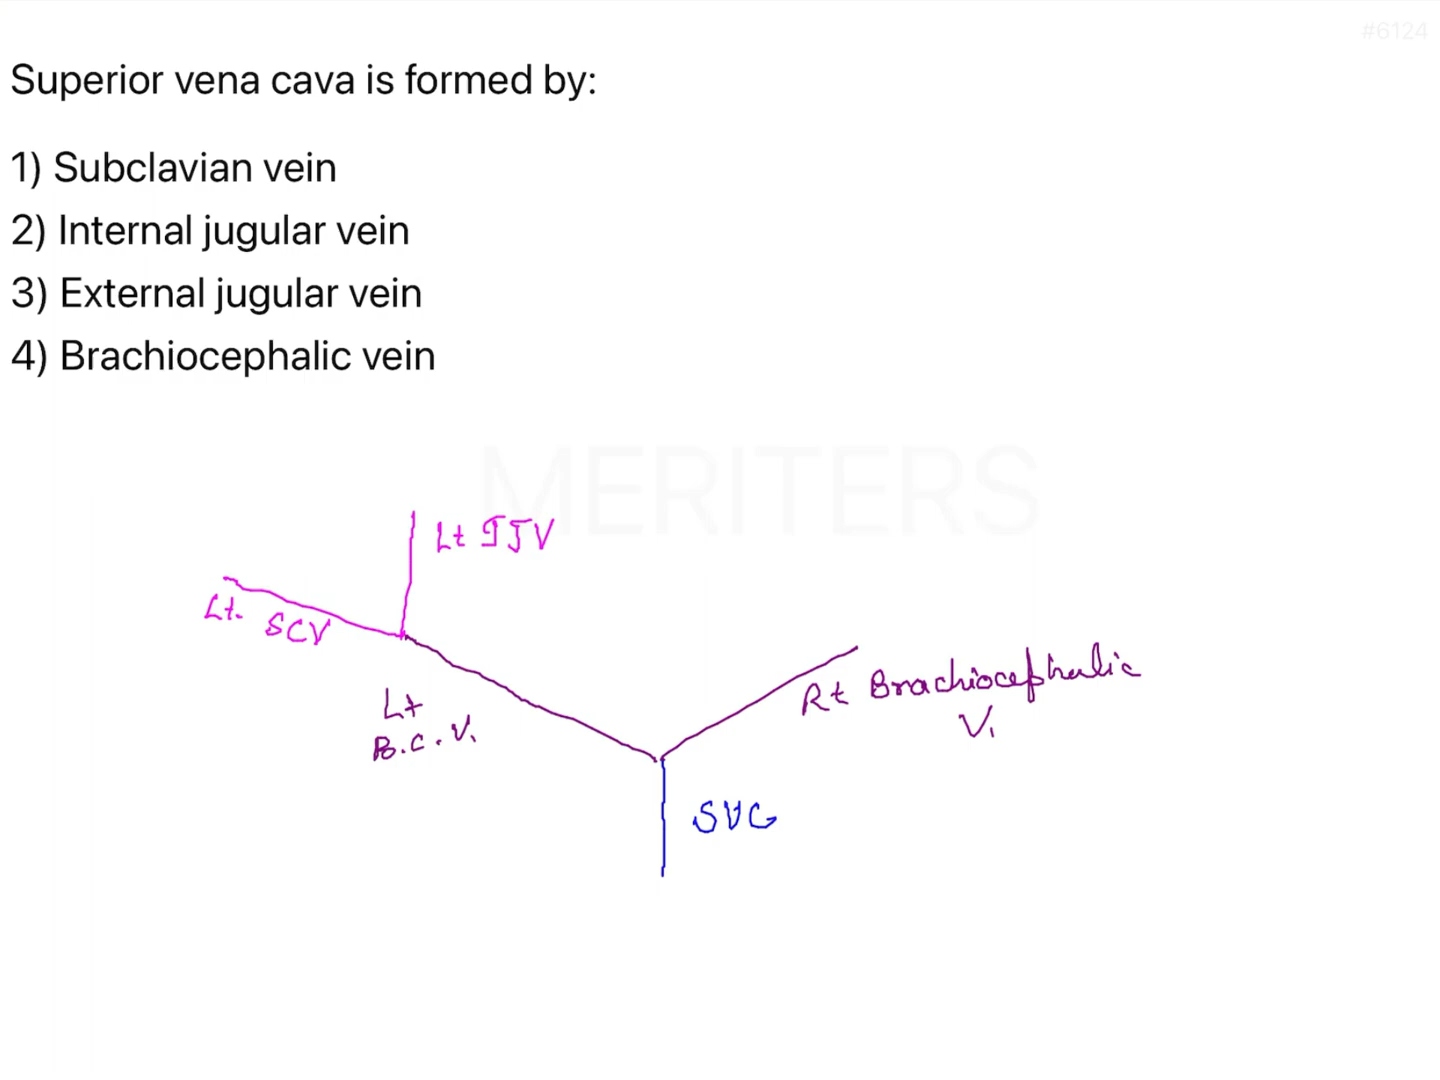 #6124
Superior vena cava is formed by:
1) Subclavian vein
2) Internal jugular vein
3) External jugular vein
4) Brachiocephalic vein
MERITERS
Lt IJV
Lt. SCV
Rt Brachiocephalic
V.
Lt
B.C.V.
SVC